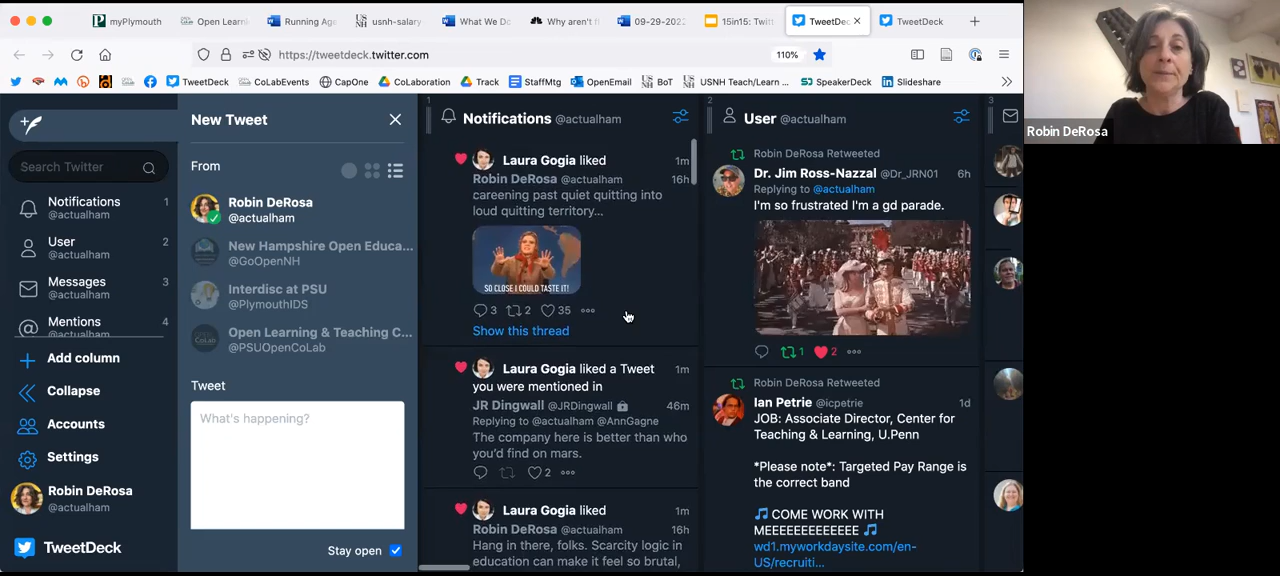 myPlymouth
Open Learni
Running Age
usnh-salary
What We Do
Why aren't t
09-29-2022
15in15: Twitt
TweetDec
TweetDeck
https://tweetdeck.twitter.com
110%
TweetDeck
CoLabEvents
CapOne
COLaboration
Track
StaffMtg
OpenEmail
BoT
USNH Teach/Learn ...
SpeakerDeck
Slideshare
New Tweet
Search Twitter
Notifications
@actualham
1
User
@actualham
2
Messages
@actualham
3
Mentions
@actualham
4
Add column
Collapse
Accounts
Settings
Robin DeRosa
@actualham
TweetDeck
From
Robin DeRosa
@actualham
New Hampshire Open Educa...
@GoOpenNH
Interdisc at PSU
@PlymouthIDS
Open Learning & Teaching C...
@PSUOpenCoLab
Tweet
What's happening?
Stay open
1
Notifications @actualham
Laura Gogia liked 1m
Robin DeRosa @actualham 16h
careening past quiet quitting into
loud quitting territory...
SO CLOSE I COULD TASTE IT!
3 2 35
Show this thread
Laura Gogia liked a Tweet 1m
you were mentioned in
JR Dingwall @JRDingwall 46m
Replying to @actualham @AnnGagne
The company here is better than who
you'd find on mars.
2
Laura Gogia liked 1m
Robin DeRosa @actualham 16h
Hang in there, folks. Scarcity logic in
education can make it feel so brutal,
2
User @actualham
Robin DeRosa Retweeted
Dr. Jim Ross-Nazzal @Dr_JRN01 6h
Replying to @actualham
I'm so frustrated I'm a gd parade.
1 2
Robin DeRosa Retweeted
Ian Petrie @icpetrie 1d
JOB: Associate Director, Center for
Teaching & Learning, U.Penn
*Please note*: Targeted Pay Range is
the correct band
🎵 COME WORK WITH
MEEEEEEEEEEEE 🎵
wd1.myworkdaysite.com/en-
US/recruiti...
3
Robin DeRosa